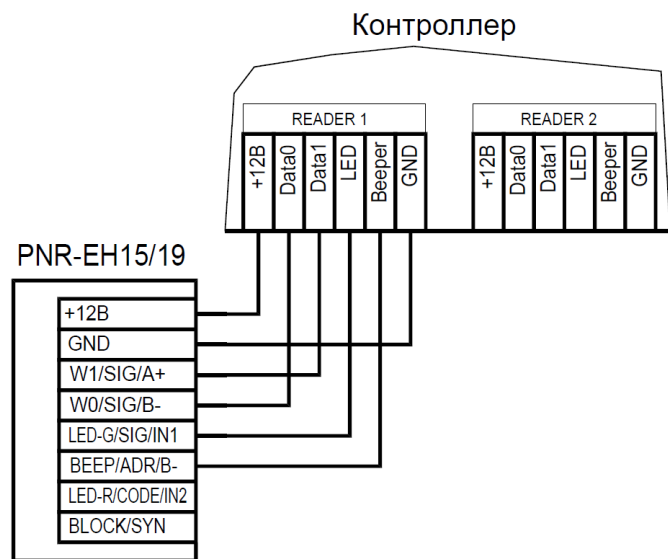 Контроллер
READER 1
READER 2
+12В
Data0
Data1
LED
Beeper
GND
+12В
Data0
Data1
LED
Beeper
GND
PNR-EH15/19
+12В
GND
W1/SIG/A+
W0/SIG/B-
LED-G/SIG/IN1
BEEP/ADR/B-
LED-R/CODE/IN2
BLOCK/SYN